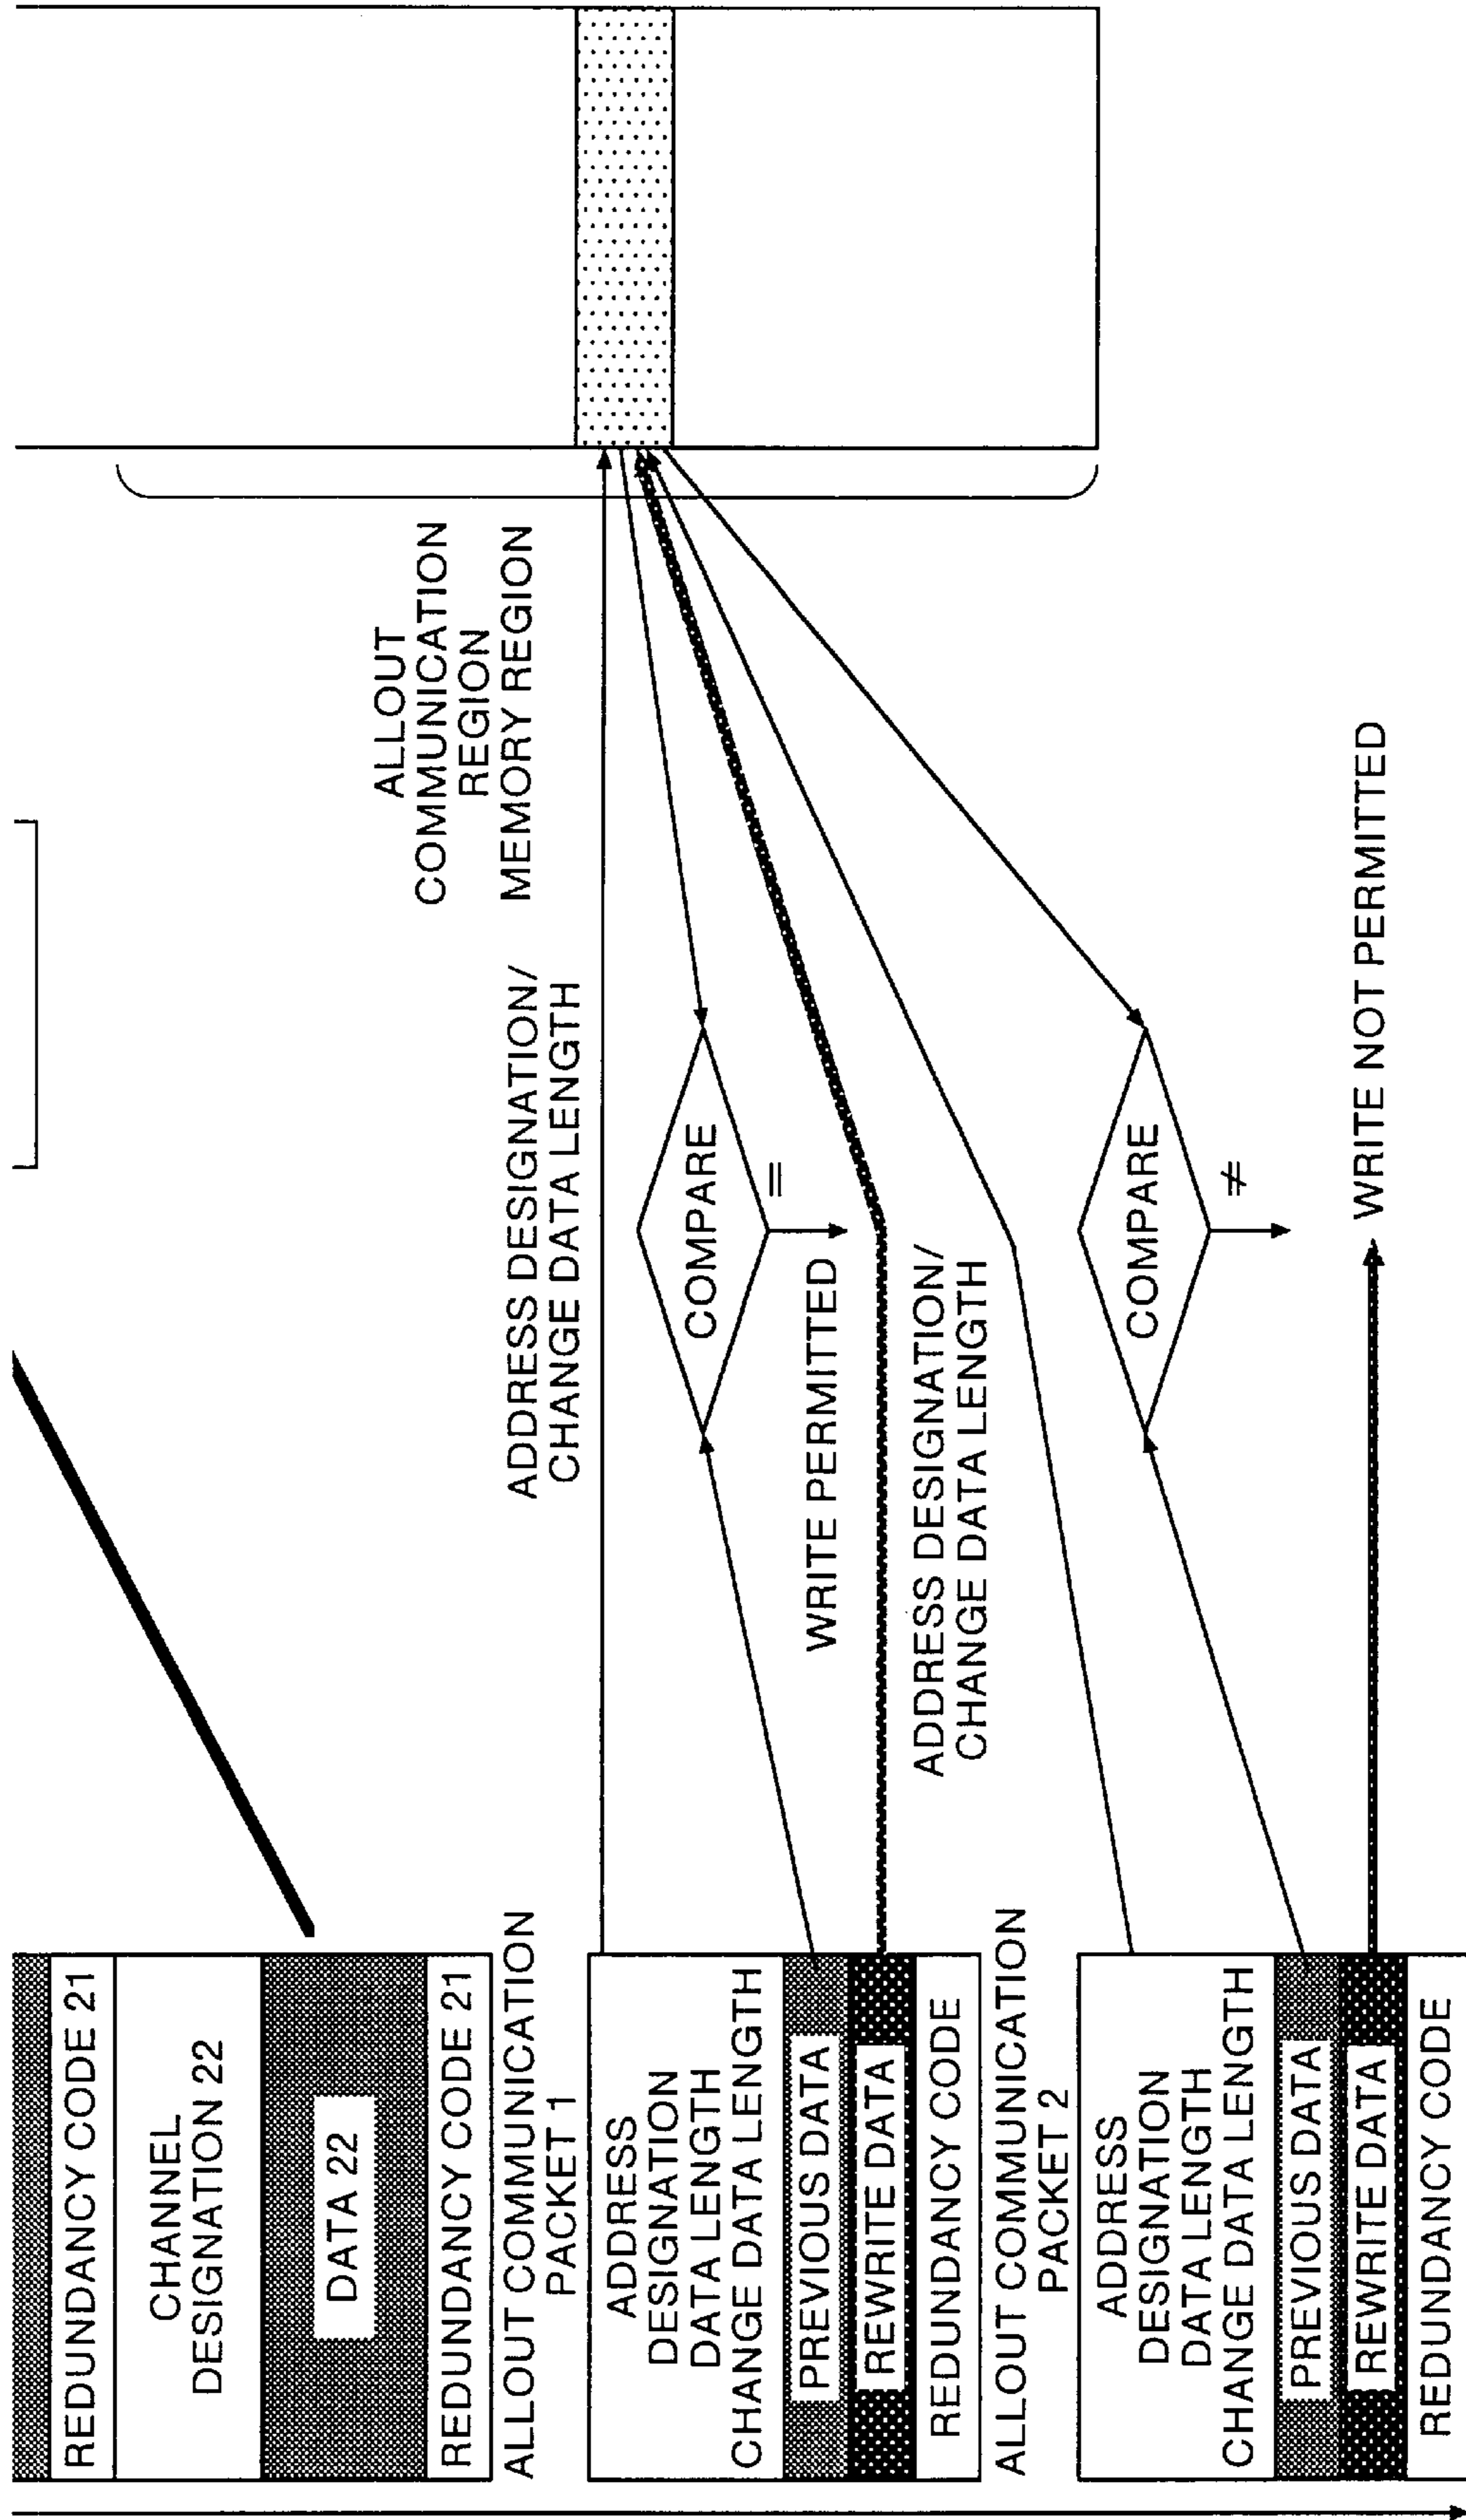 REDUNDANCY CODE 21
CHANNEL
DESIGNATION 22
DATA 22
REDUNDANCY CODE 21
ALLOUT COMMUNICATION
PACKET 1
ADDRESS
DESIGNATION
DATA LENGTH
CHANGE DATA LENGTH
PREVIOUS DATA
REWRITE DATA
REDUNDANCY CODE
ALLOUT COMMUNICATION
PACKET 2
ADDRESS
DESIGNATION
DATA LENGTH
CHANGE DATA LENGTH
PREVIOUS DATA
REWRITE DATA
REDUNDANCY CODE
ADDRESS DESIGNATION/
CHANGE DATA LENGTH
COMPARE
=
WRITE PERMITTED
ADDRESS DESIGNATION/
CHANGE DATA LENGTH
COMPARE
≠
WRITE NOT PERMITTED
ALLOUT
COMMUNICATION
REGION
MEMORY REGION